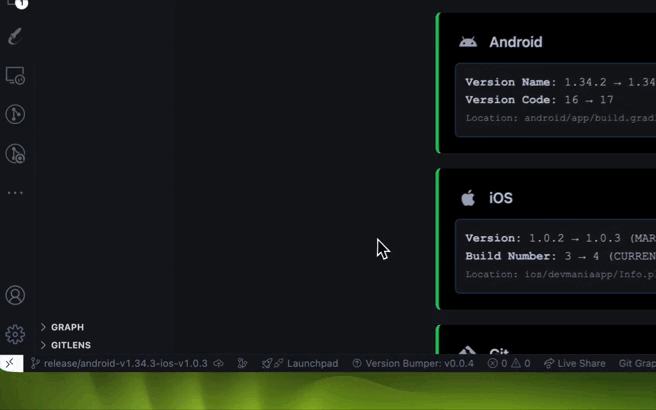 1
Android
Version Name: 1.34.2 → 1.34
Version Code: 16 → 17
Location: android/app/build.grad
iOS
Version: 1.0.2 → 1.0.3 (MAR
Build Number: 3 → 4 (CURREN
Location: ios/devmaniaapp/Info.p
GRAPH
GITLENS
Git
release/android-v1.34.3-ios-v1.0.3 Launchpad Version Bumper: v0.0.4 0 0 Live Share Git Grap